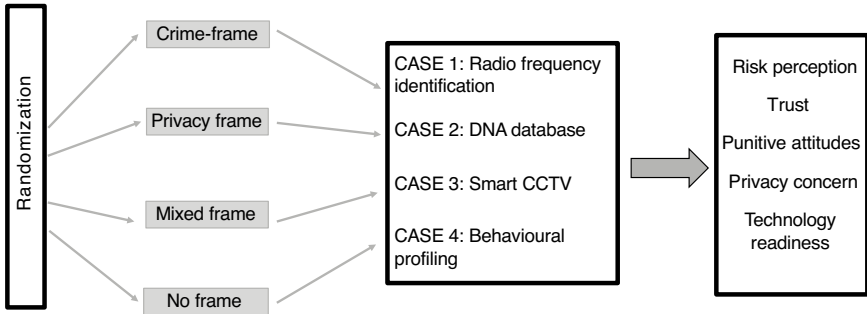 Randomization
Crime-frame
Privacy frame
Mixed frame
No frame
CASE 1: Radio frequency
identification
CASE 2: DNA database
CASE 3: Smart CCTV
CASE 4: Behavioural
profiling
Risk perception
Trust
Punitive attitudes
Privacy concern
Technology
readiness